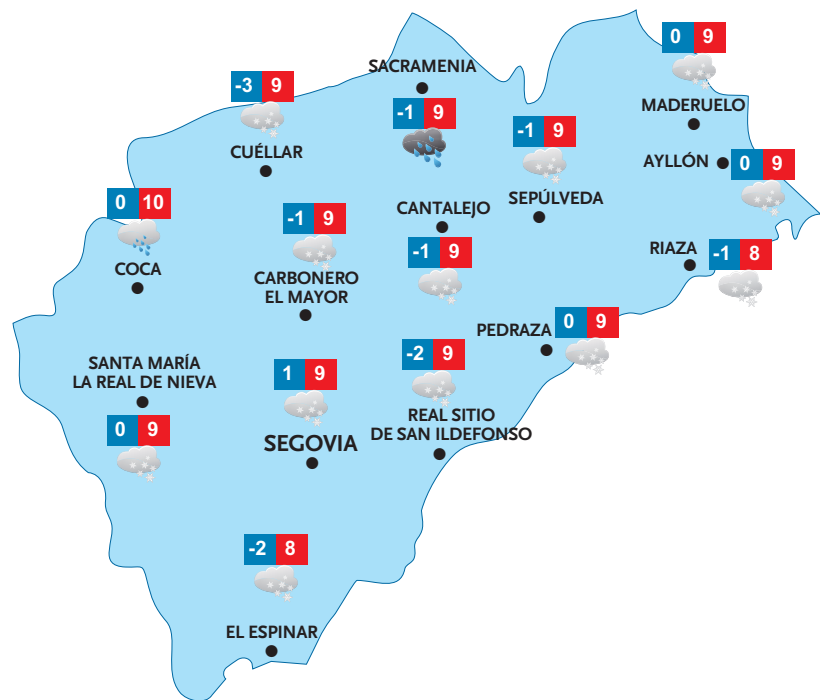 0 9
MADERUELO
SACRAMENIA
-1 9
-3 9
CUÉLLAR
-1 9
SEPÚLVEDA
AYLLÓN
0 9
0 10
COCA
-1 9
CARBONERO
EL MAYOR
CANTALEJO
-1 9
RIAZA
-1 8
PEDRAZA
0 9
SANTA MARÍA
LA REAL DE NIEVA
0 9
1 9
SEGOVIA
-2 9
REAL SITIO
DE SAN ILDEFONSO
-2 8
EL ESPINAR